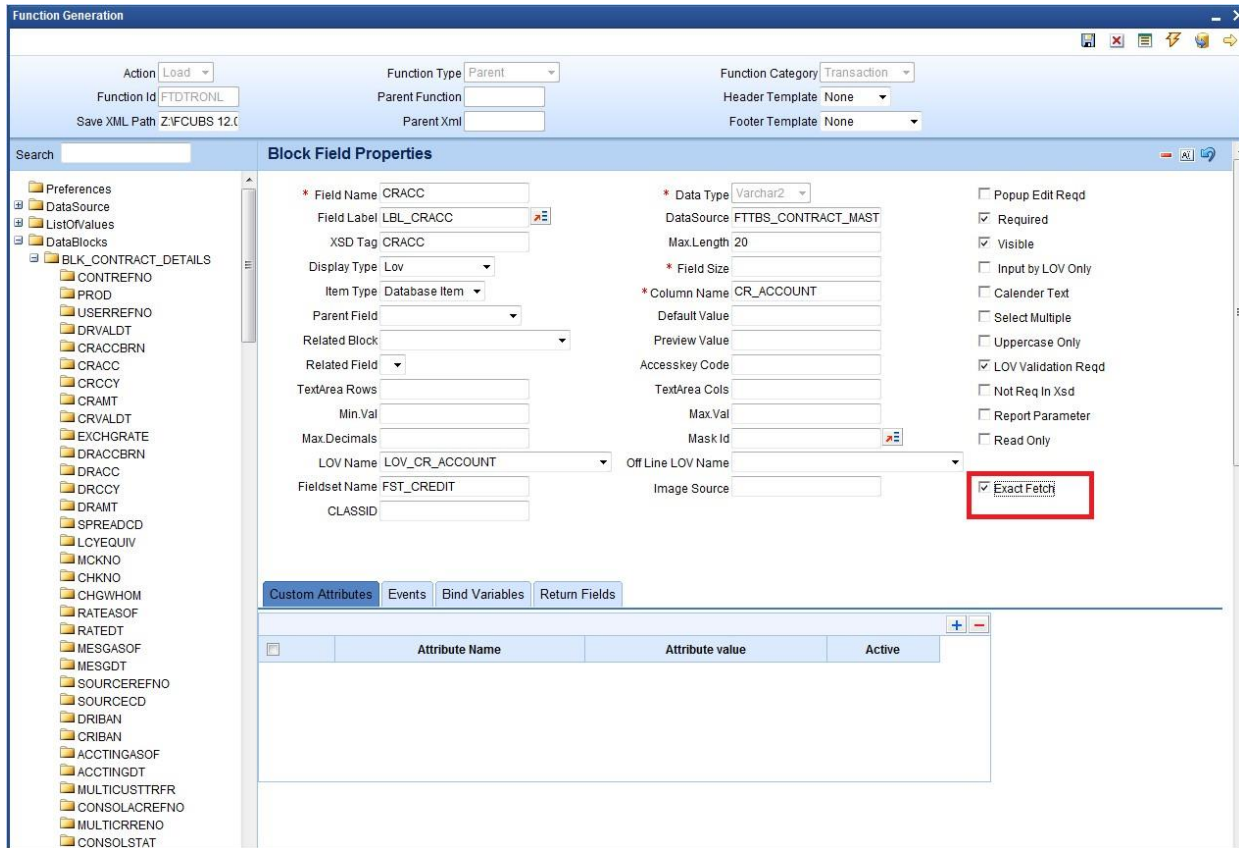 Function Generation
Action Load Function Type Parent Function Category Transaction
Function Id FTDTRONL Parent Function Header Template None
Save XML Path Z:\FCUBS 12.0 Parent Xml Footer Template None
Search
Block Field Properties
Preferences
DataSource
ListOfValues
DataBlocks
BLK_CONTRACT_DETAILS
CONTREFNO
PROD
USERREFNO
DRVALDT
CRACCBRN
CRACC
CRCCY
CRAMT
CRVALDT
EXCHGRATE
DRACCBRN
DRACC
DRCCY
DRAMT
SPREADCD
LCYEQUIV
MCKNO
CHKNO
CHGWHOM
RATEASOF
RATEDT
MESGASOF
MESGDT
SOURCEREFNO
SOURCECD
DRIBAN
CRIBAN
ACCTINGASOF
ACCTINGDT
MULTICUSTTRFR
CONSOLACREFNO
MULTICRRENO
CONSOLSTAT
* Field Name CRACC * Data Type Varchar2 Popup Edit Reqd
Field Label LBL_CRACC DataSource FTTBS_CONTRACT_MAST Required
XSD Tag CRACC Max.Length 20 Visible
Display Type Lov * Field Size Input by LOV Only
Item Type Database Item * Column Name CR_ACCOUNT Calender Text
Parent Field Default Value Select Multiple
Related Block Preview Value Uppercase Only
Related Field Accesskey Code LOV Validation Reqd
TextArea Rows TextArea Cols Not Req In Xsd
Min.Val Max.Val Report Parameter
Max.Decimals Mask Id Read Only
LOV Name LOV_CR_ACCOUNT Off Line LOV Name
Fieldset Name FST_CREDIT Image Source Exact Fetch
CLASSID
Custom Attributes Events Bind Variables Return Fields
Attribute Name Attribute value Active